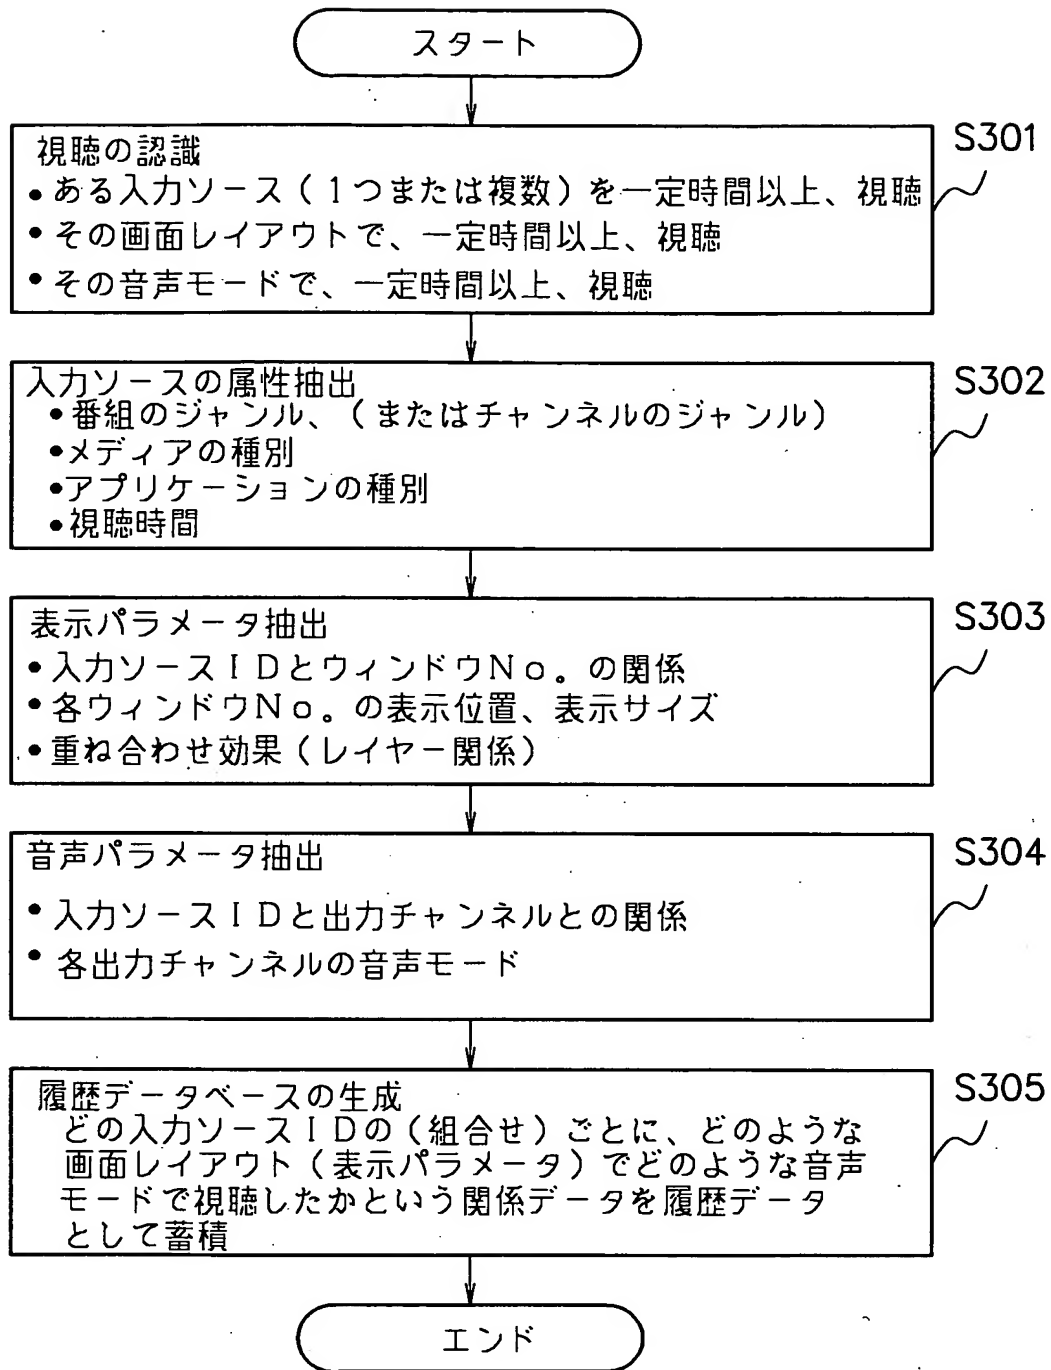 スタート
S301
視聴の認識
•ある入力ソース(1つまたは複数)を一定時間以上、視聴
•その画面レイアウトで、一定時間以上、視聴
•その音声モードで、一定時間以上、視聴
S302
入力ソースの属性抽出
•番組のジャンル、(またはチャンネルのジャンル)
•メディアの種別
•アプリケーションの種別
•視聴時間
S303
表示パラメータ抽出
•入力ソースIDとウィンドウNo。の関係
•各ウィンドウNo。の表示位置、表示サイズ
•重ね合わせ効果(レイヤー関係)
S304
音声パラメータ抽出
•入力ソースIDと出力チャンネルとの関係
•各出力チャンネルの音声モード
S305
履歴データベースの生成
どの入力ソースIDの(組合せ)ごとに、どのような
画面レイアウト(表示パラメータ)でどのような音声
モードで視聴したかという関係データを履歴データ
として蓄積
エンド